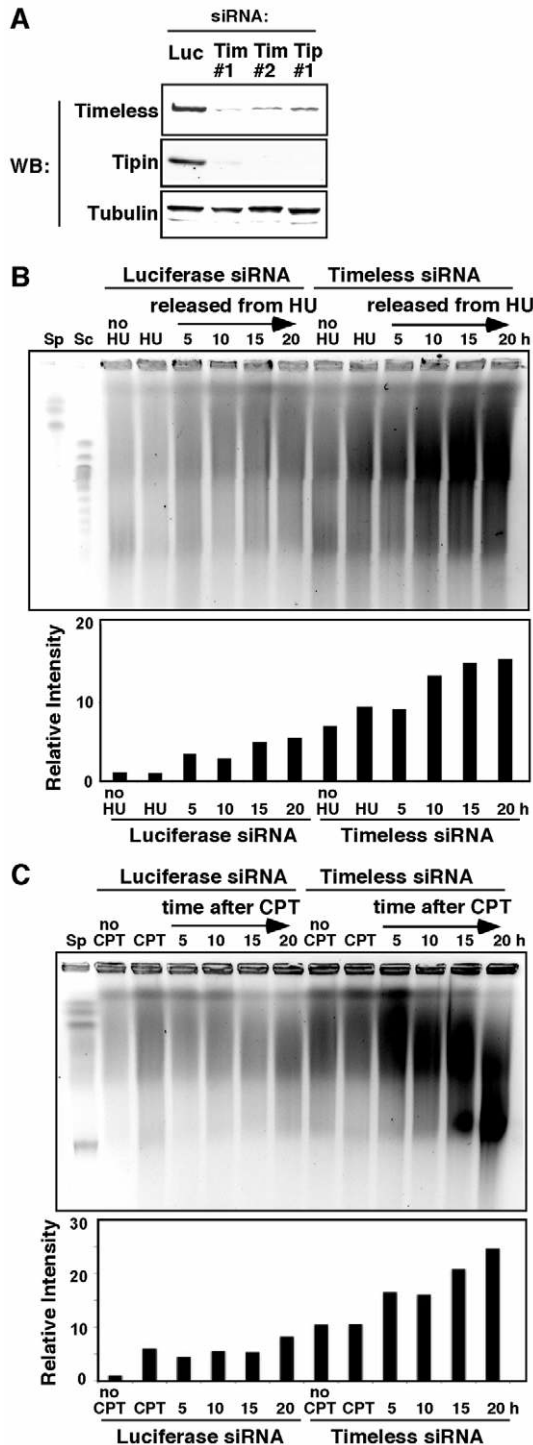 A
siRNA:
Luc Tim #1 Tim #2 Tip #1
WB:
Timeless
Tipin
Tubulin
B
Luciferase siRNA Timeless siRNA
released from HU released from HU
Sp Sc no HU HU 5 10 15 20 no HU HU 5 10 15 20 h
Relative Intensity
20
10
0
no HU HU 5 10 15 20 no HU HU 5 10 15 20 h
Luciferase siRNA Timeless siRNA
C
Luciferase siRNA Timeless siRNA
time after CPT time after CPT
Sp no CPT CPT 5 10 15 20 no CPT CPT 5 10 15 20 h
Relative Intensity
30
20
10
0
no CPT CPT 5 10 15 20 no CPT CPT 5 10 15 20 h
Luciferase siRNA Timeless siRNA